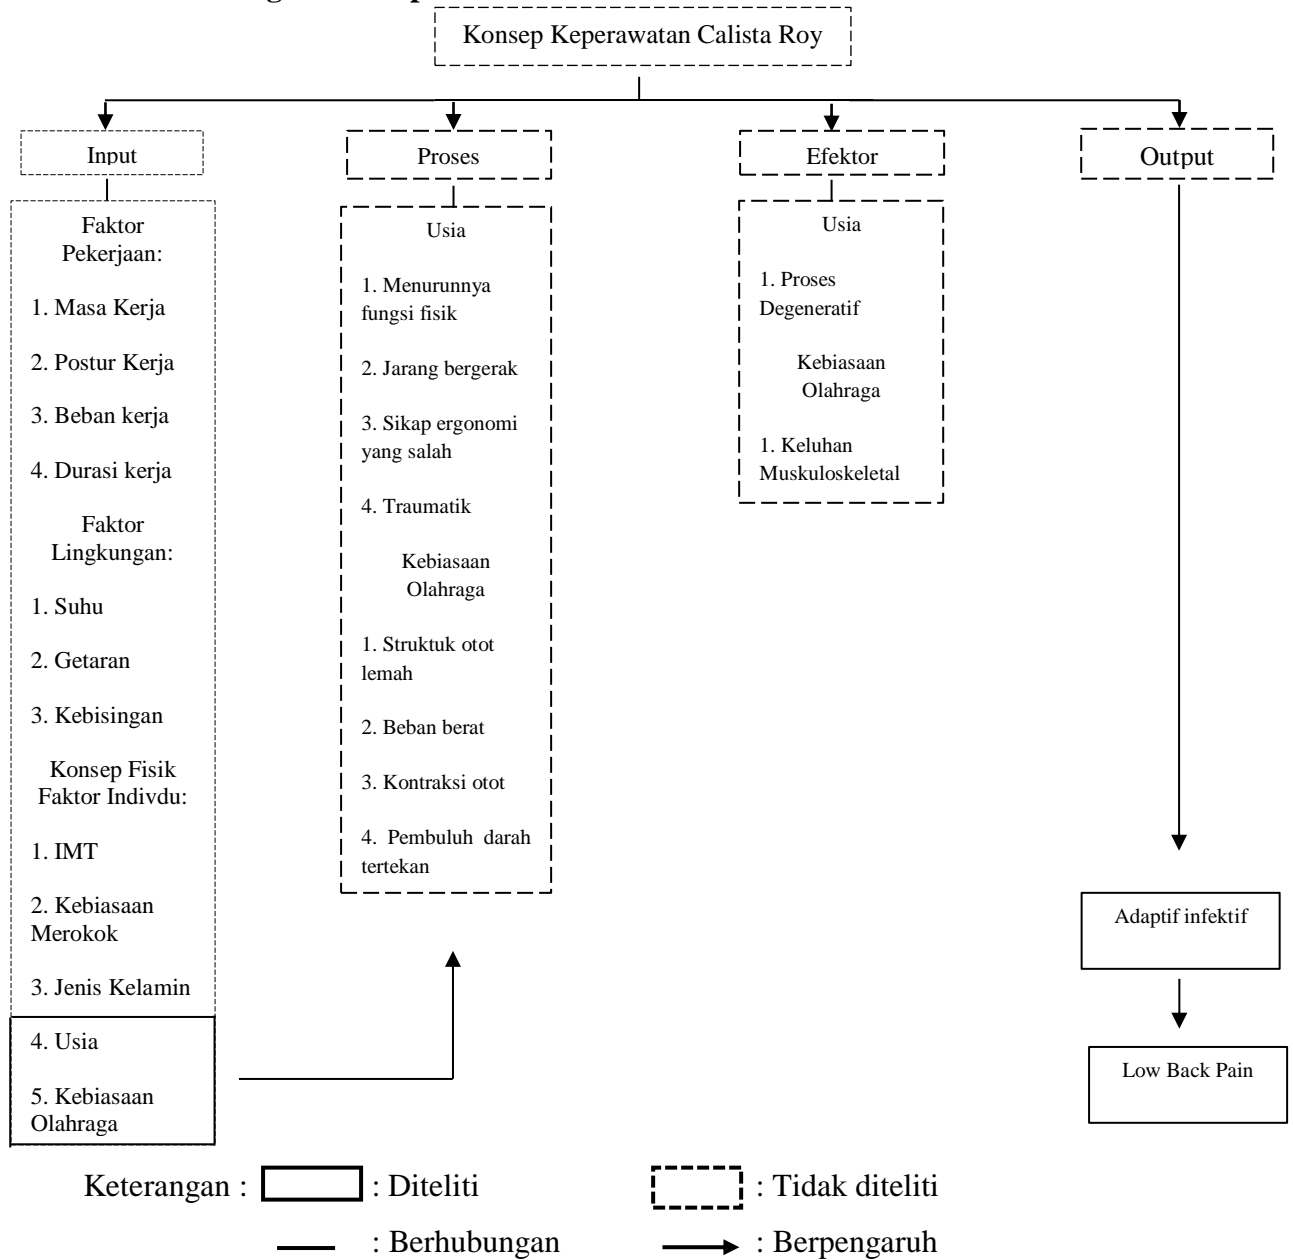 Konsep Keperawatan Calista Roy
Input
Proses
Efektor
Output
Faktor
Pekerjaan:
1. Masa Kerja
2. Postur Kerja
3. Beban kerja
4. Durasi kerja
Faktor
Lingkungan:
1. Suhu
2. Getaran
3. Kebisingan
Konsep Fisik
Faktor Indivdu:
1. IMT
2. Kebiasaan
Merokok
3. Jenis Kelamin
4. Usia
5. Kebiasaan
Olahraga
Usia
1. Menurunnya
fungsi fisik
2. Jarang bergerak
3. Sikap ergonomi
yang salah
4. Traumatik
Kebiasaan
Olahraga
1. Struktuk otot
lemah
2. Beban berat
3. Kontraksi otot
4. Pembuluh darah
tertekan
Usia
1. Proses
Degeneratif
Kebiasaan
Olahraga
1. Keluhan
Muskuloskeletal
Adaptif infektif
Low Back Pain
Keterangan : : Diteliti : Tidak diteliti
: Berhubungan : Berpengaruh